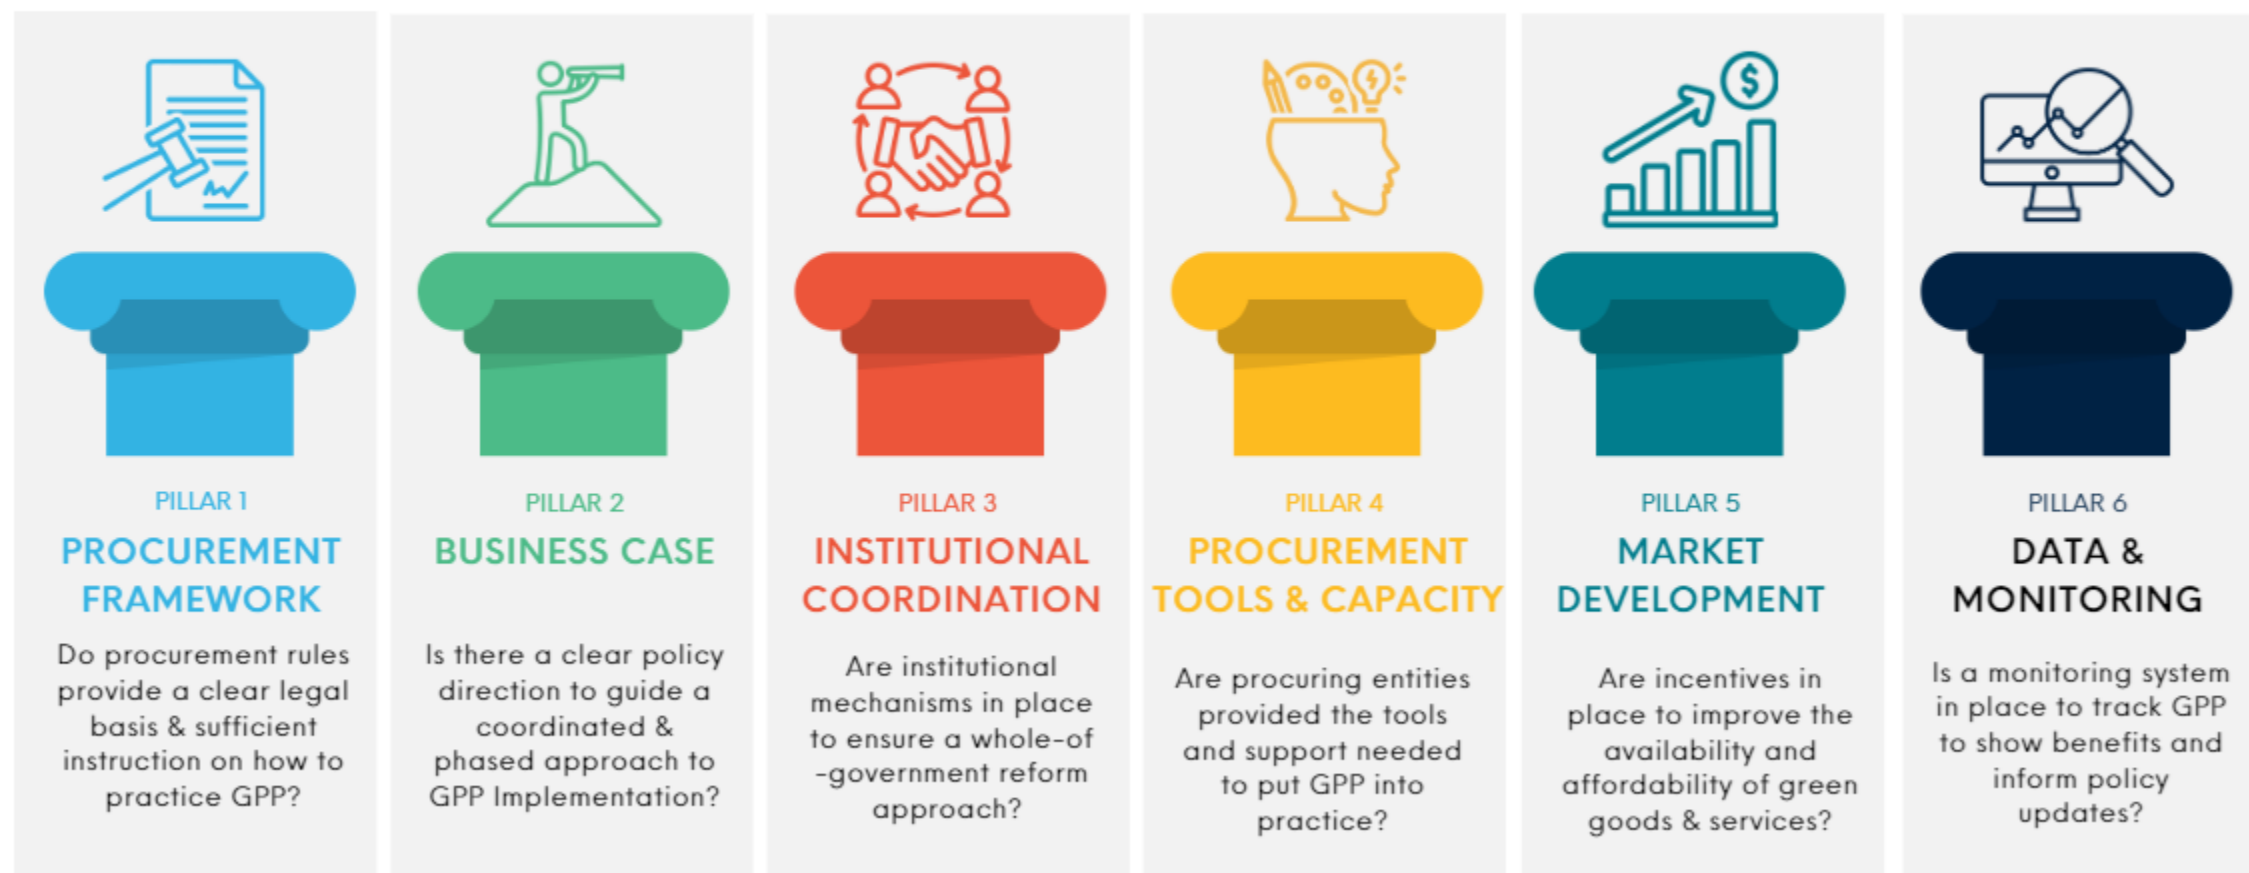 PILLAR 1
PROCUREMENT
FRAMEWORK
Do procurement rules
provide a clear legal
basis & sufficient
instruction on how to
practice GPP?
PILLAR 2
BUSINESS CASE
Is there a clear policy
direction to guide a
coordinated &
phased approach to
GPP Implementation?
PILLAR 3
INSTITUTIONAL
COORDINATION
Are institutional
mechanisms in place
to ensure a whole-of
-government reform
approach?
PILLAR 4
PROCUREMENT
TOOLS & CAPACITY
Are procuring entities
provided the tools
and support needed
to put GPP into
practice?
PILLAR 5
MARKET
DEVELOPMENT
Are incentives in
place to improve the
availability and
affordability of green
goods & services?
PILLAR 6
DATA &
MONITORING
Is a monitoring system
in place to track GPP
to show benefits and
inform policy
updates?